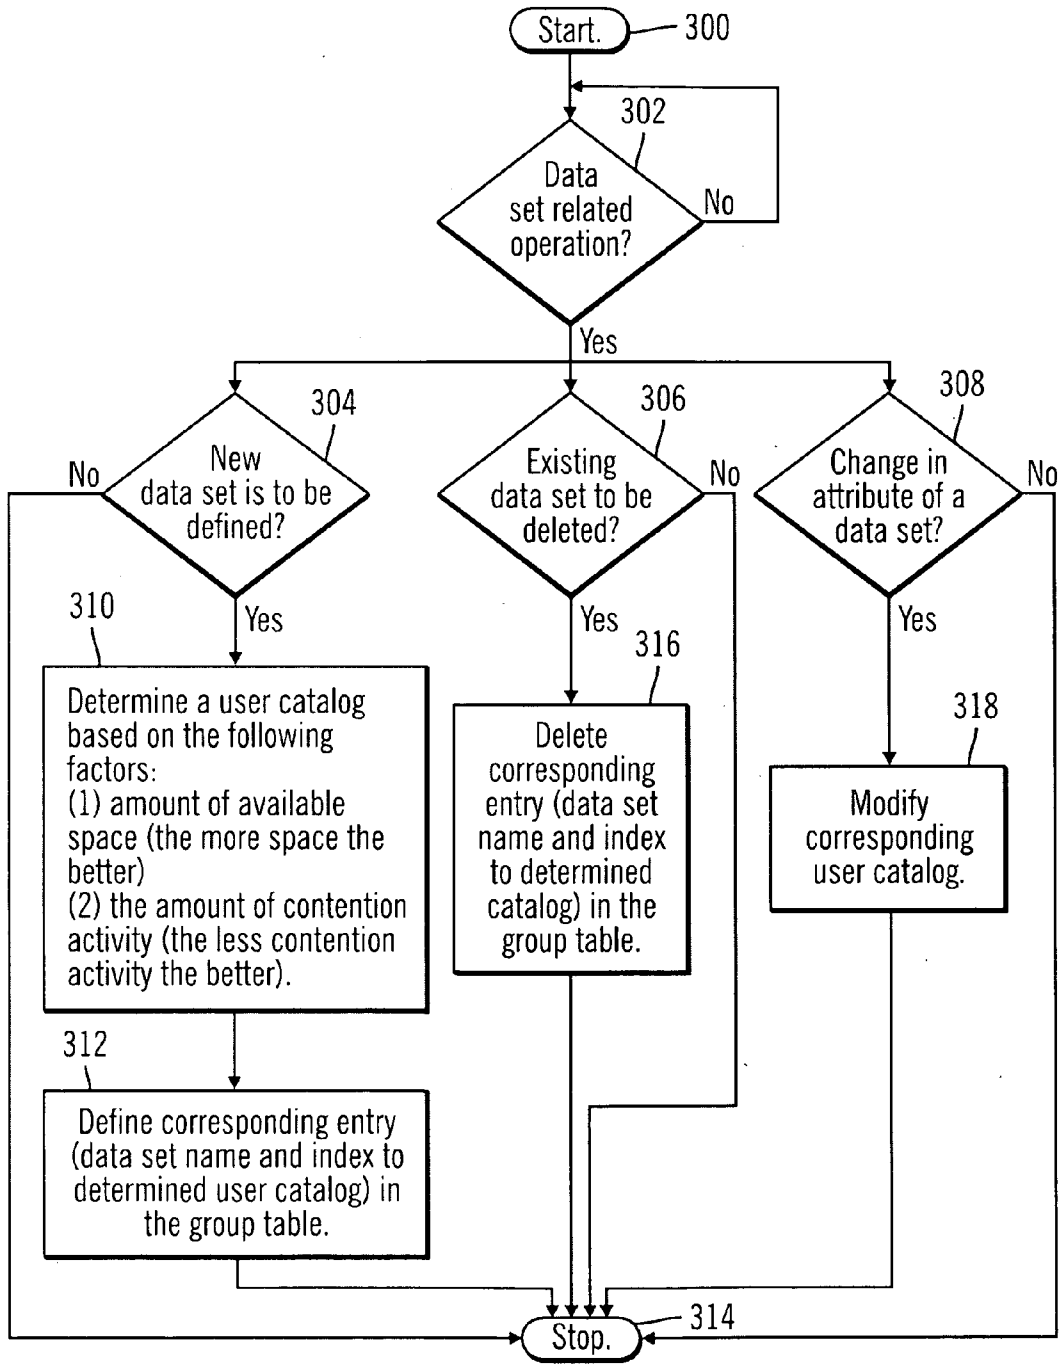 Start.
300
302
Data
set related
operation?
No
Yes
304
New
data set is to be
defined?
No
Yes
306
Existing
data set to be
deleted?
No
Yes
308
Change in
attribute of a
data set?
No
Yes
310
Determine a user catalog
based on the following
factors:
(1) amount of available
space (the more space the
better)
(2) the amount of contention
activity (the less contention
activity the better).
316
Delete
corresponding
entry (data set
name and index
to determined
catalog) in the
group table.
318
Modify
corresponding
user catalog.
312
Define corresponding entry
(data set name and index to
determined user catalog) in
the group table.
Stop.
314